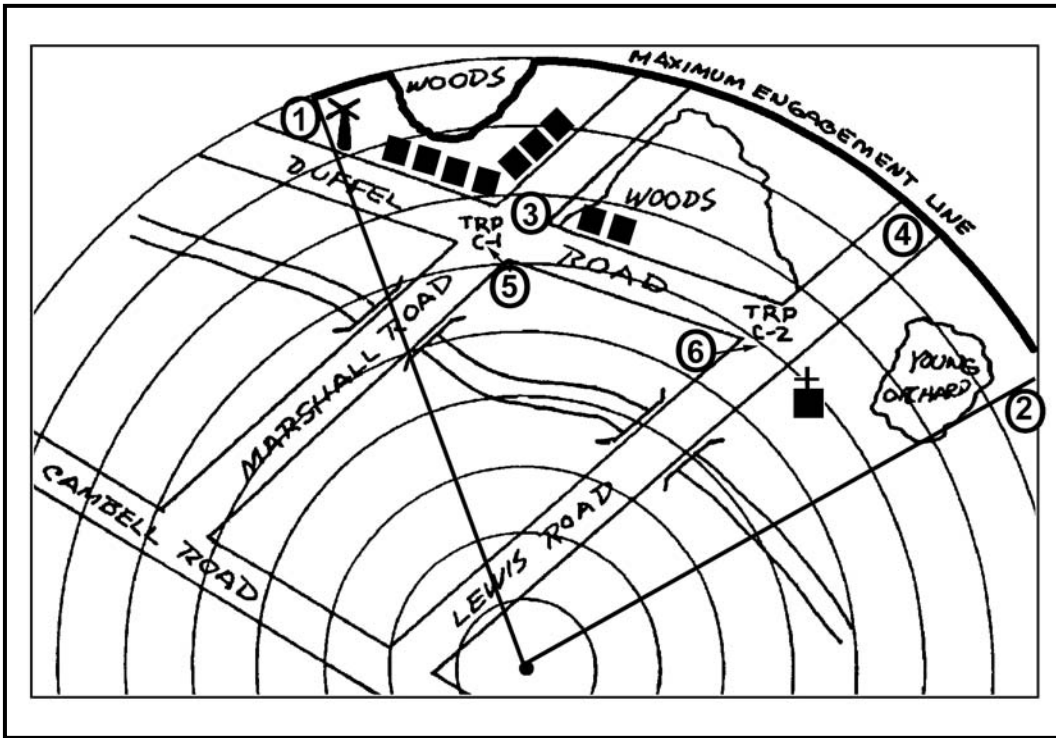 MAXIMUM ENGAGEMENT LINE
WOODS
1
DUFFEL
WOODS
3
TRP
C-1
4
ROAD
5
TRP
C-2
6
YOUNG
ORCHARD
2
MARSHALL ROAD
CAMBELL ROAD
LEWIS ROAD